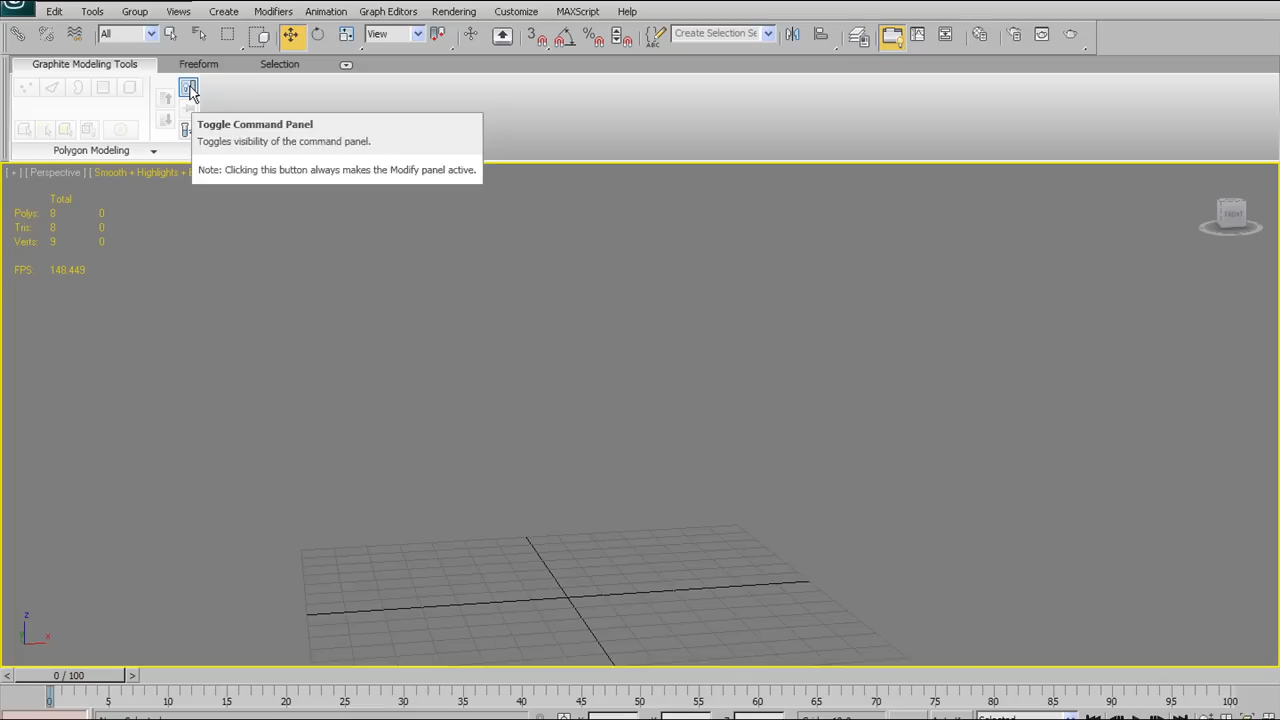 Edit Tools Group Views Create Modifiers Animation Graph Editors Rendering Customize MAXScript Help
All View 3 Create Selection Se
Graphite Modeling Tools Freeform Selection
Toggle Command Panel
Toggles visibility of the command panel.
Polygon Modeling
Note: Clicking this button always makes the Modify panel active.
[ + ] [ Perspective ] [ Smooth + Highlights +
Total
Polys: 8 0
Tris: 8 0
Verts: 9 0
FRONT
FPS: 148.449
z
x
< 0 / 100 >
0 5 10 15 20 25 30 35 40 45 50 55 60 65 70 75 80 85 90 95 100